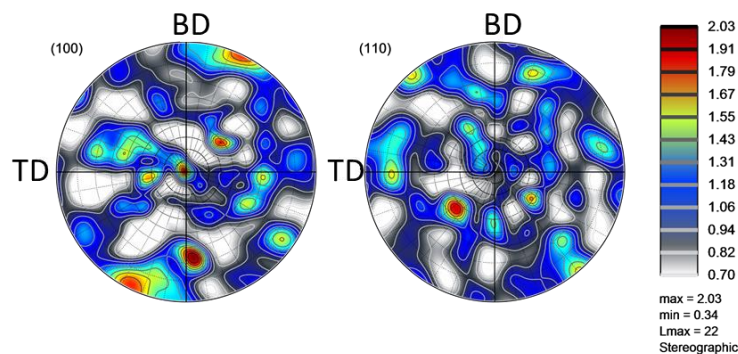 BD
BD
(100)
(110)
TD
TD
2.03
1.91
1.79
1.67
1.55
1.43
1.31
1.18
1.06
0.94
0.82
0.70
max = 2.03
min = 0.34
Lmax = 22
Stereographic